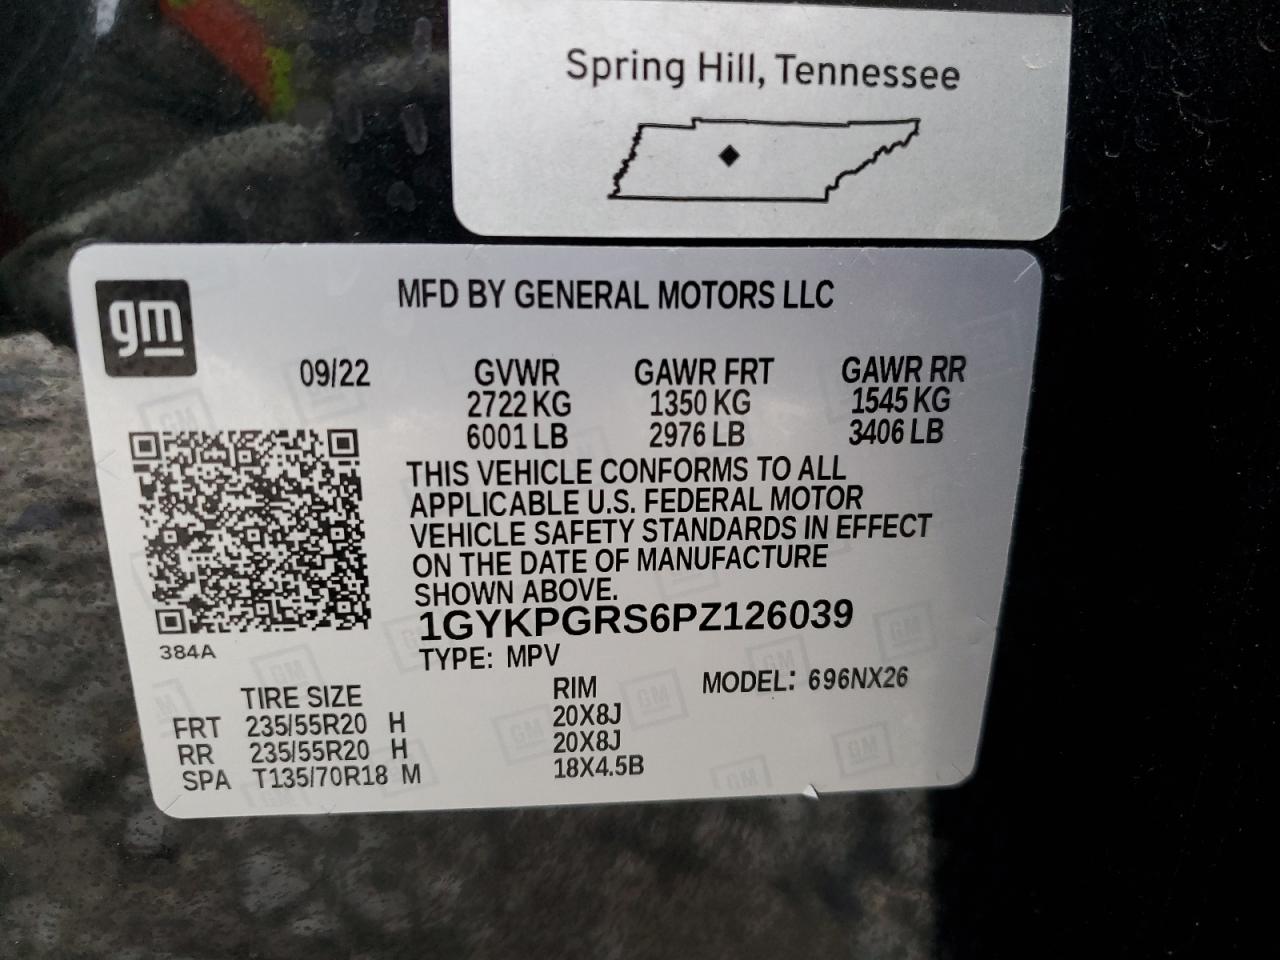 Spring Hill, Tennessee
gm
MFD BY GENERAL MOTORS LLC
09/22 GVWR GAWR FRT GAWR RR
2722 KG 1350 KG 1545 KG
6001 LB 2976 LB 3406 LB
THIS VEHICLE CONFORMS TO ALL
APPLICABLE U.S. FEDERAL MOTOR
VEHICLE SAFETY STANDARDS IN EFFECT
ON THE DATE OF MANUFACTURE
SHOWN ABOVE.
1GYKPGRS6PZ126039
384A
TYPE: MPV
TIRE SIZE RIM MODEL: 696NX26
FRT 235/55R20 H 20X8J
RR 235/55R20 H 20X8J
SPA T135/70R18 M 18X4.5B